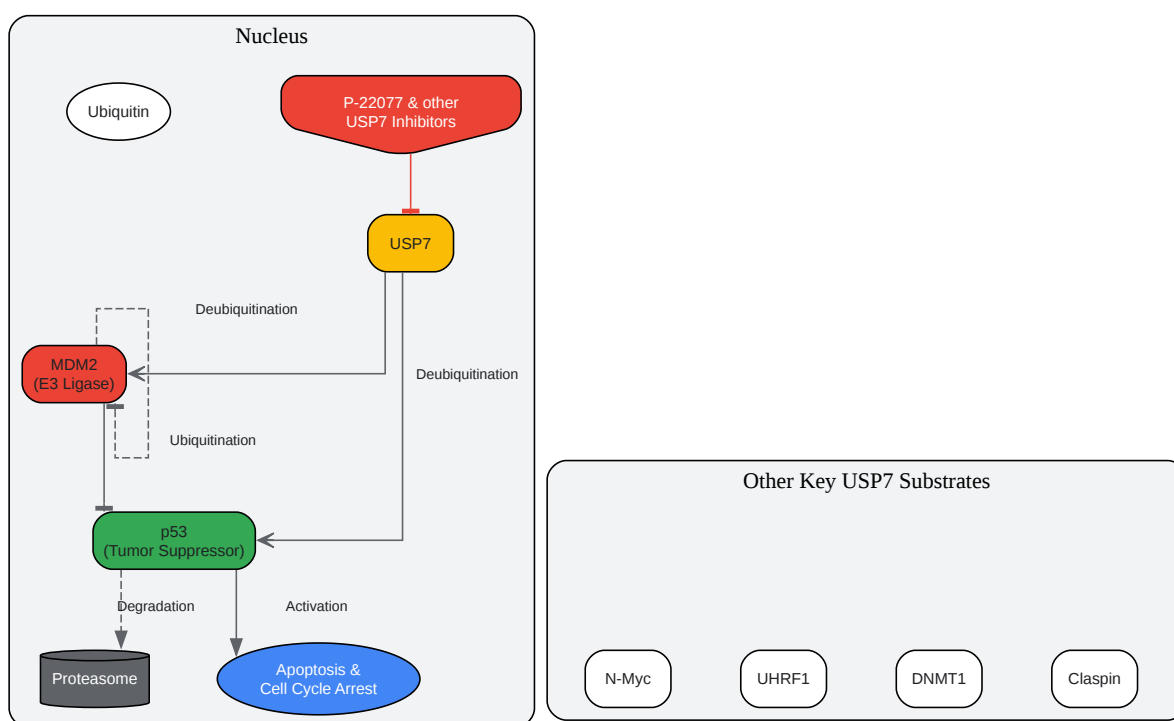 Nucleus
Ubiquitin
P-22077 & other
USP7 Inhibitors
USP7
Deubiquitination
MDM2
(E3 Ligase)
Deubiquitination
Ubiquitination
Other Key USP7 Substrates
p53
(Tumor Suppressor)
Degradation
Activation
Proteasome
Apoptosis &
Cell Cycle Arrest
N-Myc
UHRF1
DNMT1
Claspin